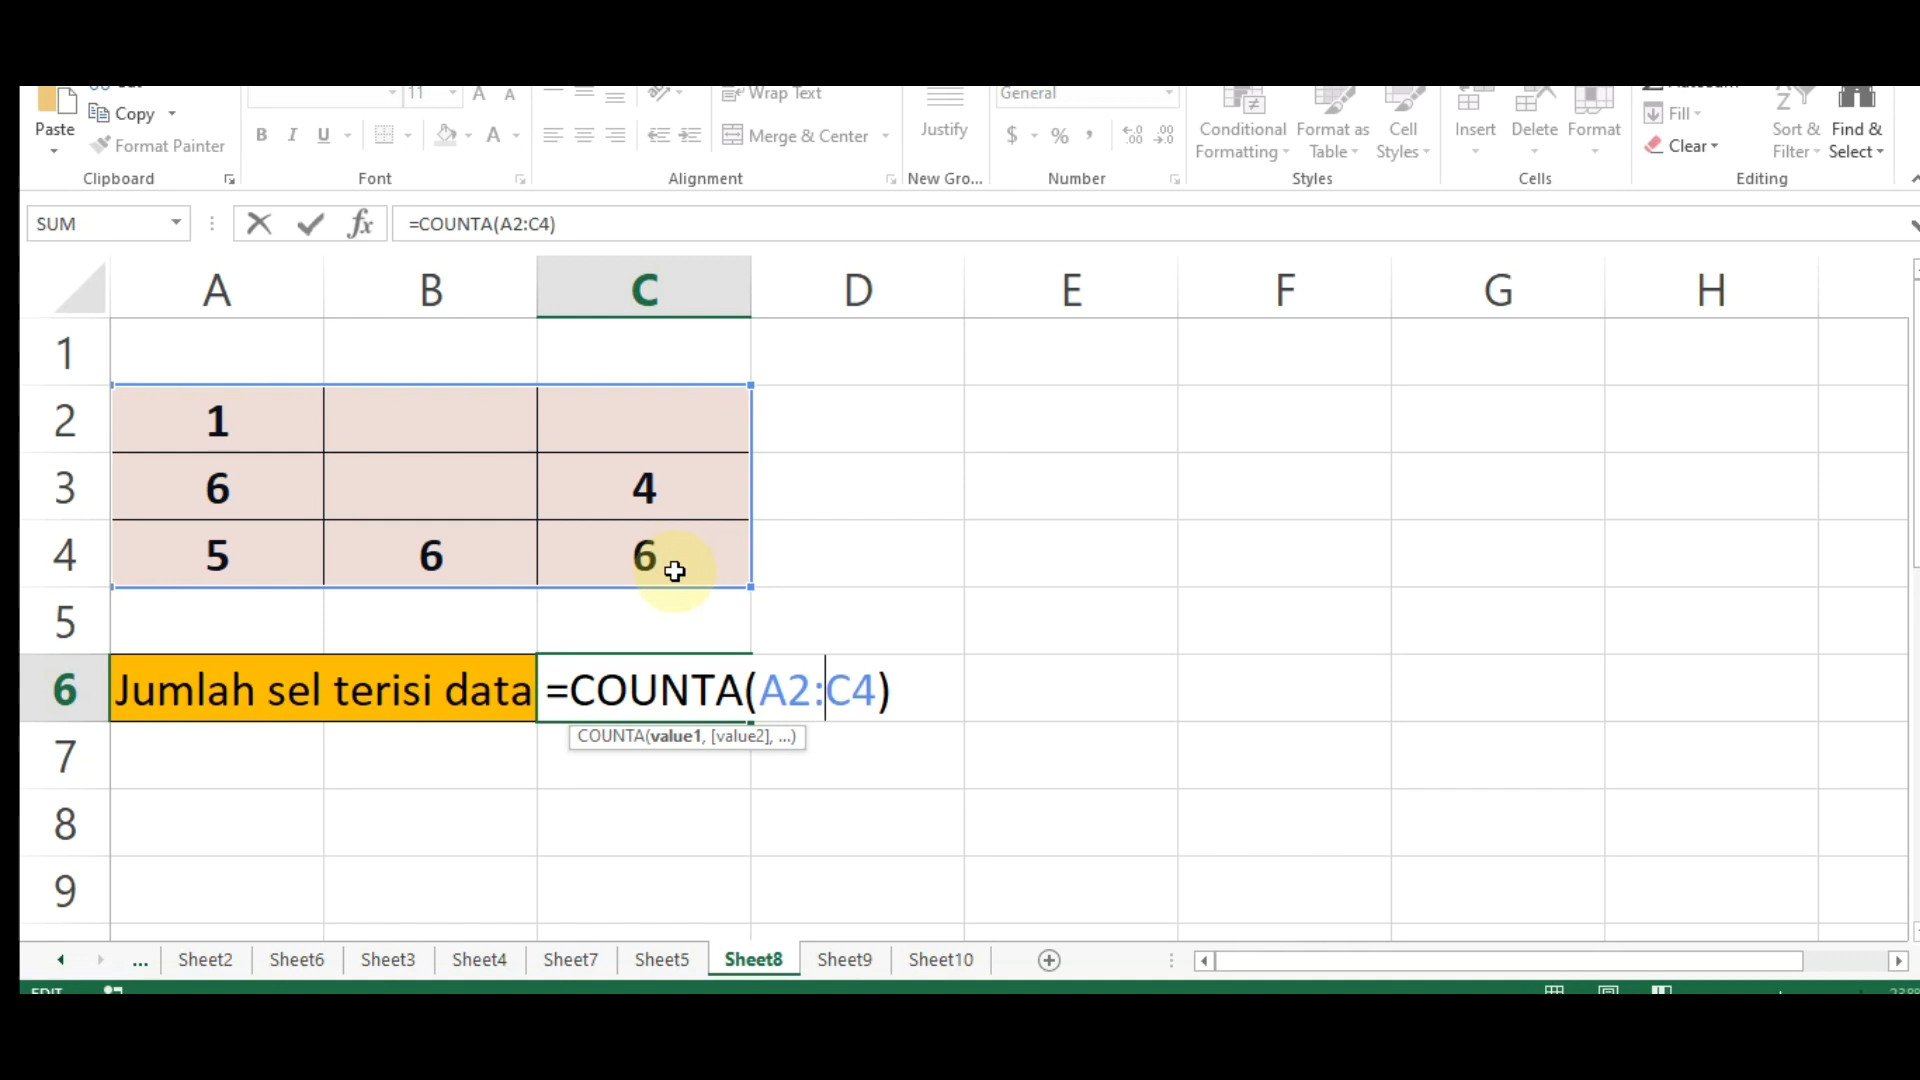 Paste
Copy
Format Painter
Clipboard
11
A A
B I U
A
Font
Wrap Text
Merge & Center
Alignment
Justify
New Gro...
General
$ % ,
Number
Conditional Formatting
Format as Table
Cell Styles
Styles
Insert
Delete
Format
Cells
Fill
Clear
Sort & Filter
Find & Select
Editing
SUM
fx
=COUNTA(A2:C4)
A B C D E F G H
1
2 1
3 6 4
4 5 6 6
5
6 Jumlah sel terisi data =COUNTA(A2:C4)
COUNTA(value1, [value2], ...)
7
8
9
... Sheet2 Sheet6 Sheet3 Sheet4 Sheet7 Sheet5 Sheet8 Sheet9 Sheet10